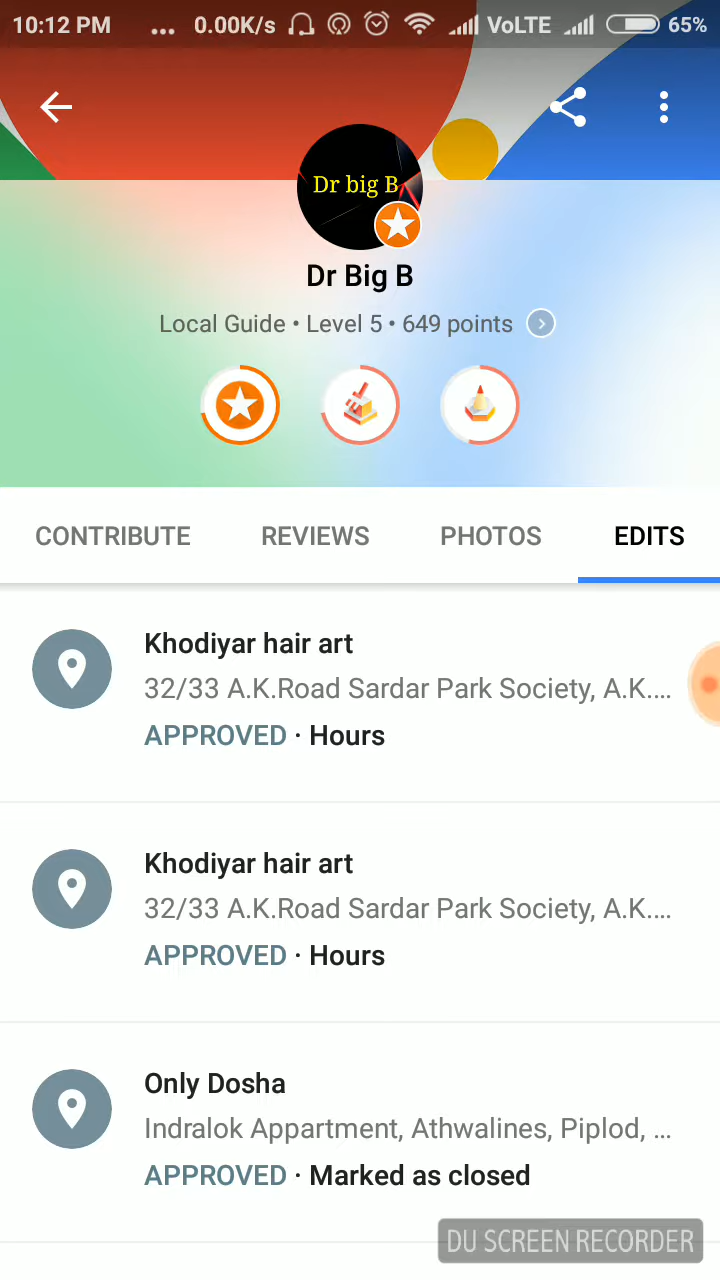 10:12 PM ... 0.00K/s VoLTE 65%
Dr big B
Dr Big B
Local Guide • Level 5 • 649 points
CONTRIBUTE REVIEWS PHOTOS EDITS
Khodiyar hair art
32/33 A.K.Road Sardar Park Society, A.K....
APPROVED · Hours
Khodiyar hair art
32/33 A.K.Road Sardar Park Society, A.K....
APPROVED · Hours
Only Dosha
Indralok Appartment, Athwalines, Piplod, ...
APPROVED · Marked as closed
DU SCREEN RECORDER